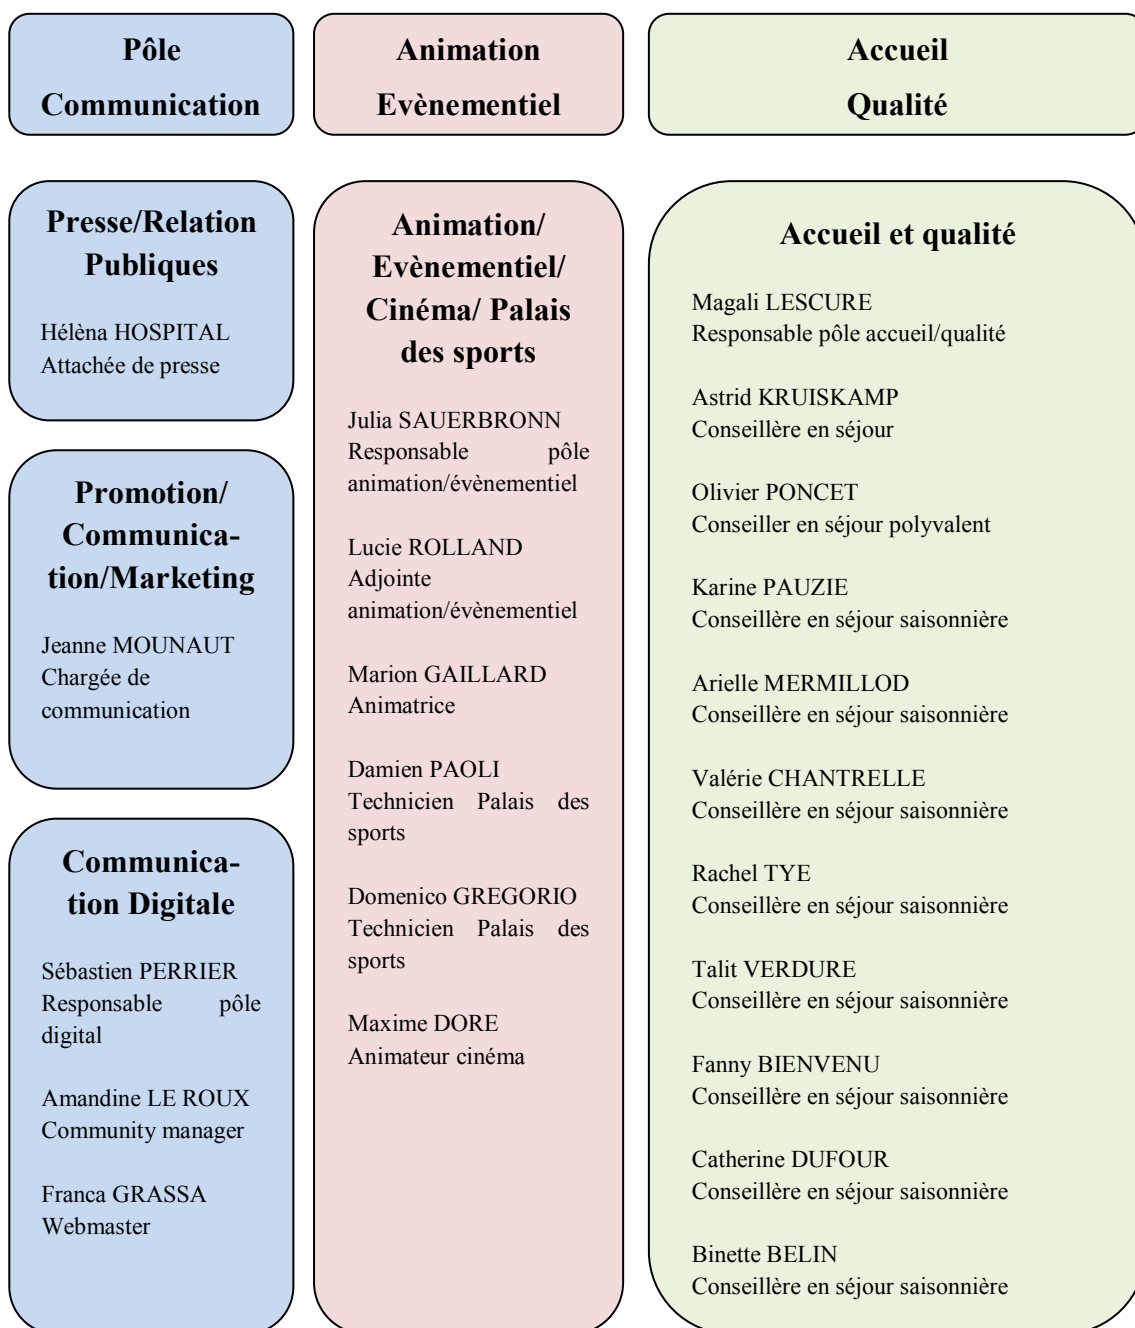 Pôle
Communication
Animation
Evènementiel
Accueil
Qualité
Presse/Relation
Publiques
Hélèna HOSPITAL
Attachée de presse
Promotion/
Communica-
tion/Marketing
Jeanne MOUNAUT
Chargée de
communication
Communica-
tion Digitale
Sébastien PERRIER
Responsable pôle
digital
Amandine LE ROUX
Community manager
Franca GRASSA
Webmaster
Animation/
Evènementiel/
Cinéma/ Palais
des sports
Julia SAUERBRONN
Responsable pôle
animation/évènementiel
Lucie ROLLAND
Adjointe
animation/évènementiel
Marion GAILLARD
Animatrice
Damien PAOLI
Technicien Palais des
sports
Domenico GREGORIO
Technicien Palais des
sports
Maxime DORE
Animateur cinéma
Accueil et qualité
Magali LESCURE
Responsable pôle accueil/qualité
Astrid KRUISKAMP
Conseillère en séjour
Olivier PONCET
Conseiller en séjour polyvalent
Karine PAUZIE
Conseillère en séjour saisonnière
Arielle MERMILLOD
Conseillère en séjour saisonnière
Valérie CHANTRELLE
Conseillère en séjour saisonnière
Rachel TYE
Conseillère en séjour saisonnière
Talit VERDURE
Conseillère en séjour saisonnière
Fanny BIENVENU
Conseillère en séjour saisonnière
Catherine DUFOUR
Conseillère en séjour saisonnière
Binette BELIN
Conseillère en séjour saisonnière